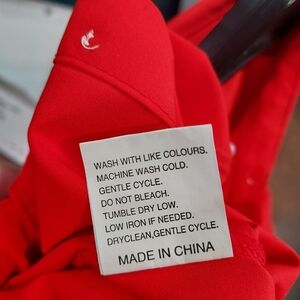 WASH WITH LIKE COLOURS.
MACHINE WASH COLD.
GENTLE CYCLE.
DO NOT BLEACH.
TUMBLE DRY LOW.
LOW IRON IF NEEDED.
DRYCLEAN,GENTLE CYCLE.
MADE IN CHINA